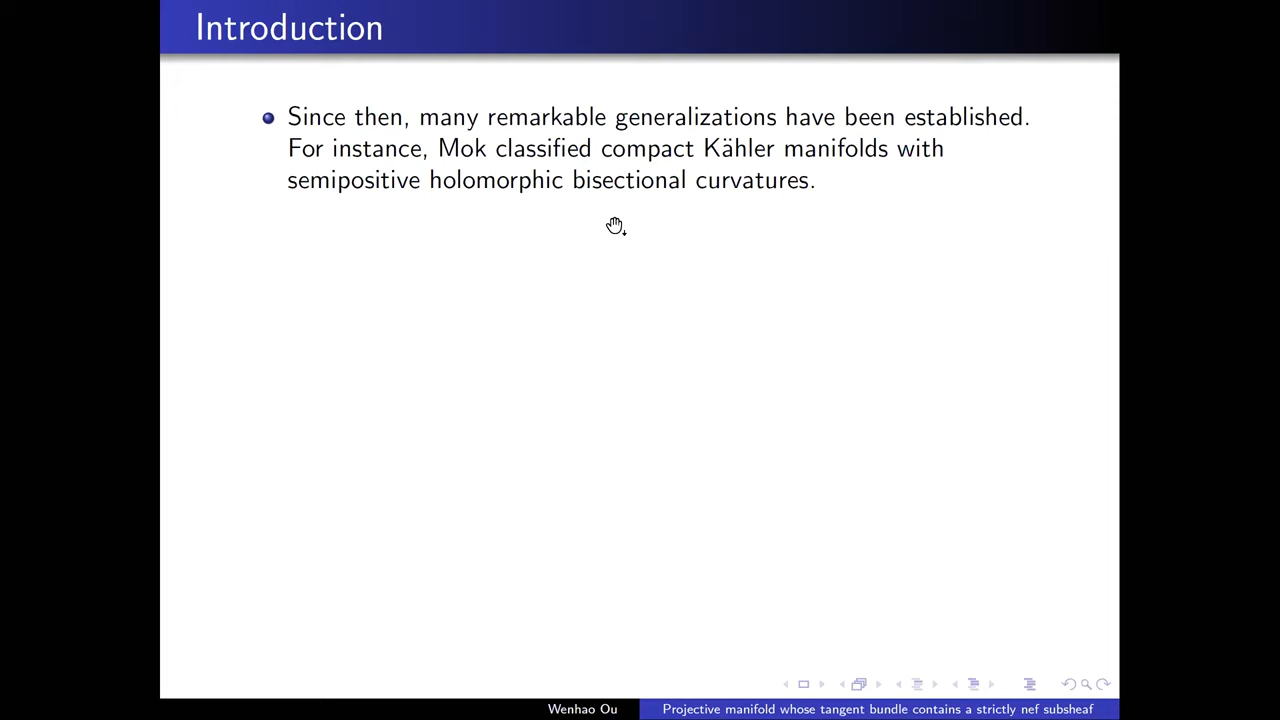 Introduction
Since then, many remarkable generalizations have been established.
For instance, Mok classified compact Kähler manifolds with
semipositive holomorphic bisectional curvatures.
Wenhao Ou
Projective manifold whose tangent bundle contains a strictly nef subsheaf